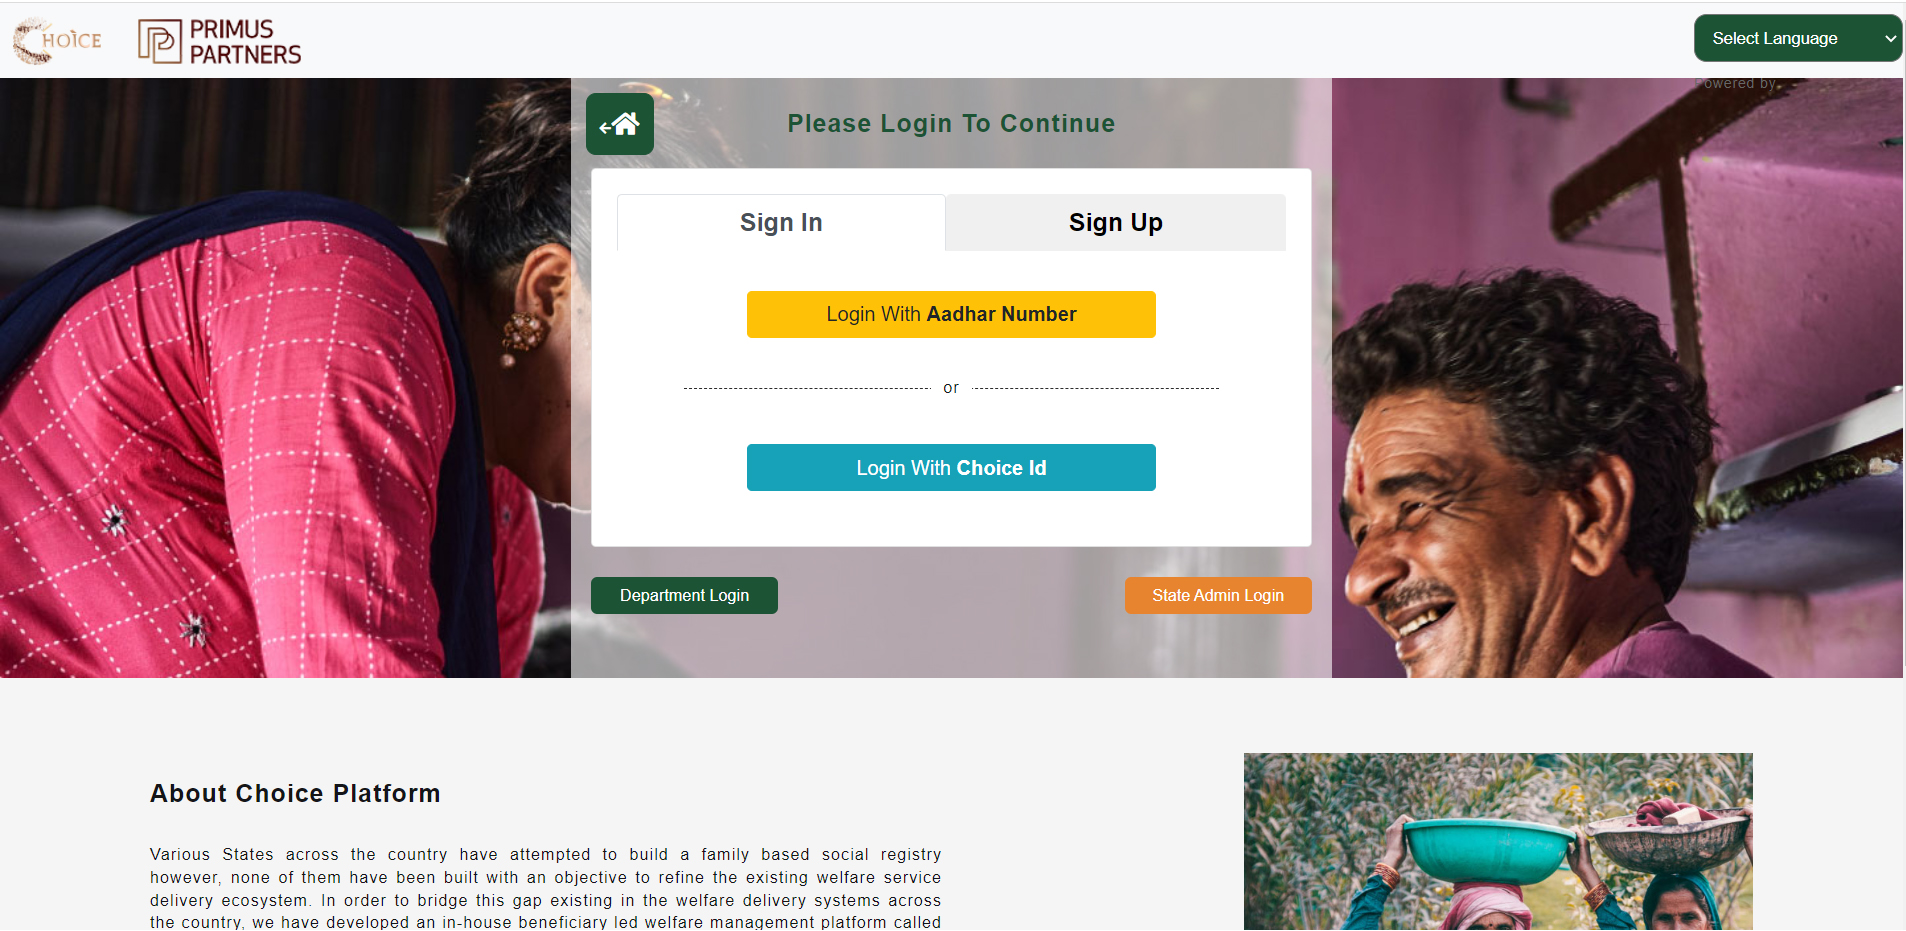 CHOICE
PRIMUS
PARTNERS
Select Language
Powered by
Please Login To Continue
Sign In
Sign Up
Login With Aadhar Number
or
Login With Choice Id
Department Login
State Admin Login
About Choice Platform
Various States across the country have attempted to build a family based social registry
however, none of them have been built with an objective to refine the existing welfare service
delivery ecosystem. In order to bridge this gap existing in the welfare delivery systems across
the country, we have developed an in-house beneficiary led welfare management platform called